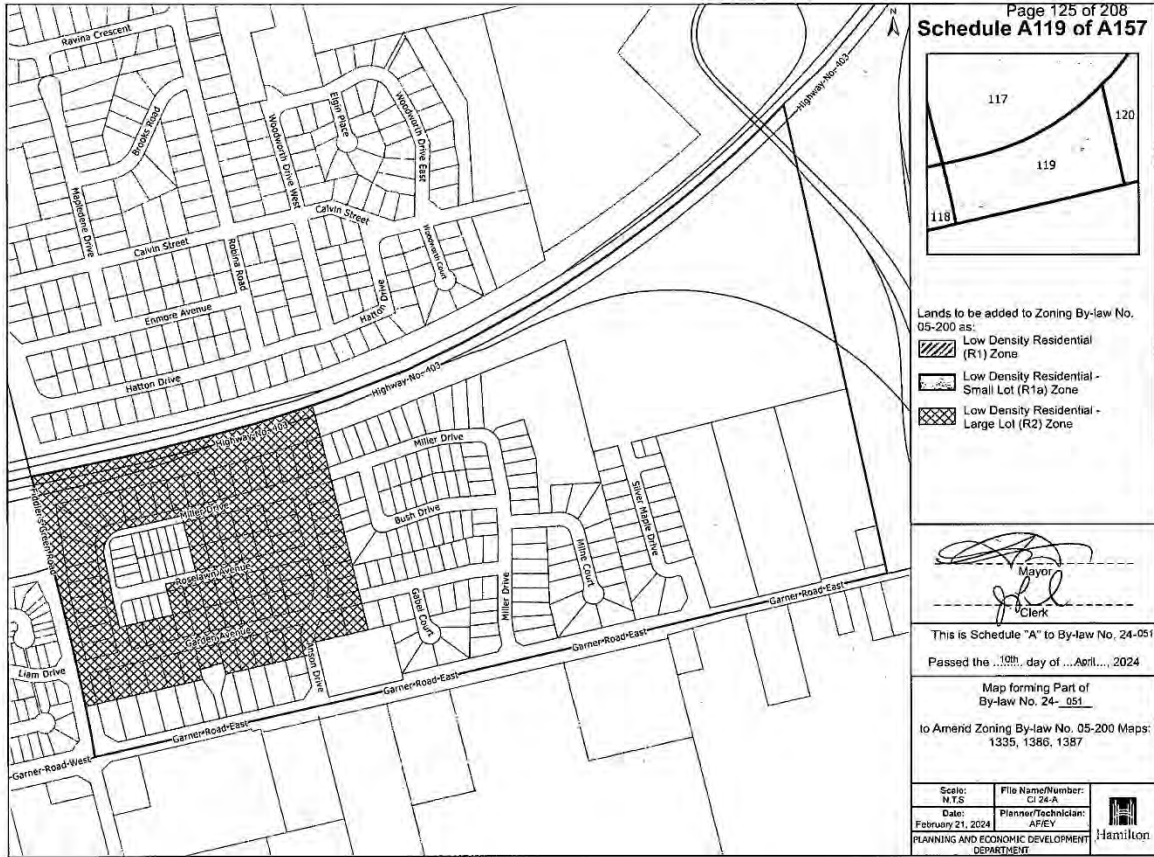 Page 125 of 208
Schedule A119 of A157
N
117
120
119
118
Lands to be added to Zoning By-law No.
05-200 as:
Low Density Residential
(R1) Zone
Low Density Residential -
Small Lot (R1a) Zone
Low Density Residential -
Large Lot (R2) Zone
Mayor
Clerk
This is Schedule "A" to By-law No. 24-051
Passed the ...10th. day of ....April...., 2024
Map forming Part of
By-law No. 24- 051
to Amend Zoning By-law No. 05-200 Maps:
1335, 1386, 1387
Scale:
N.T.S
File Name/Number:
CI 24-A
Date:
February 21, 2024
Planner/Technician:
AF/EY
PLANNING AND ECONOMIC DEVELOPMENT
DEPARTMENT
Hamilton
Ravina Crescent
Brooks Road
Mapledene Drive
Elgin Place
Woodworth Drive East
Woodworth Drive West
Calvin Street
Calvin Street
Robina Road
Woodworth Court
Enmore Avenue
Hatton
Drive
Hatton Drive
Highway No. 403
Highway No. 403
Highway No. 403
Fiddler's Green Road
Miller Drive
Miller Drive
Bush Drive
Roselawn Avenue
Garden Avenue
Gabel Court
Miller Drive
Milne Court
Silver Maple Drive
Anson Drive
Liam Drive
Garner Road East
Garner Road East
Garner Road East
Garner Road East
Garner Road West